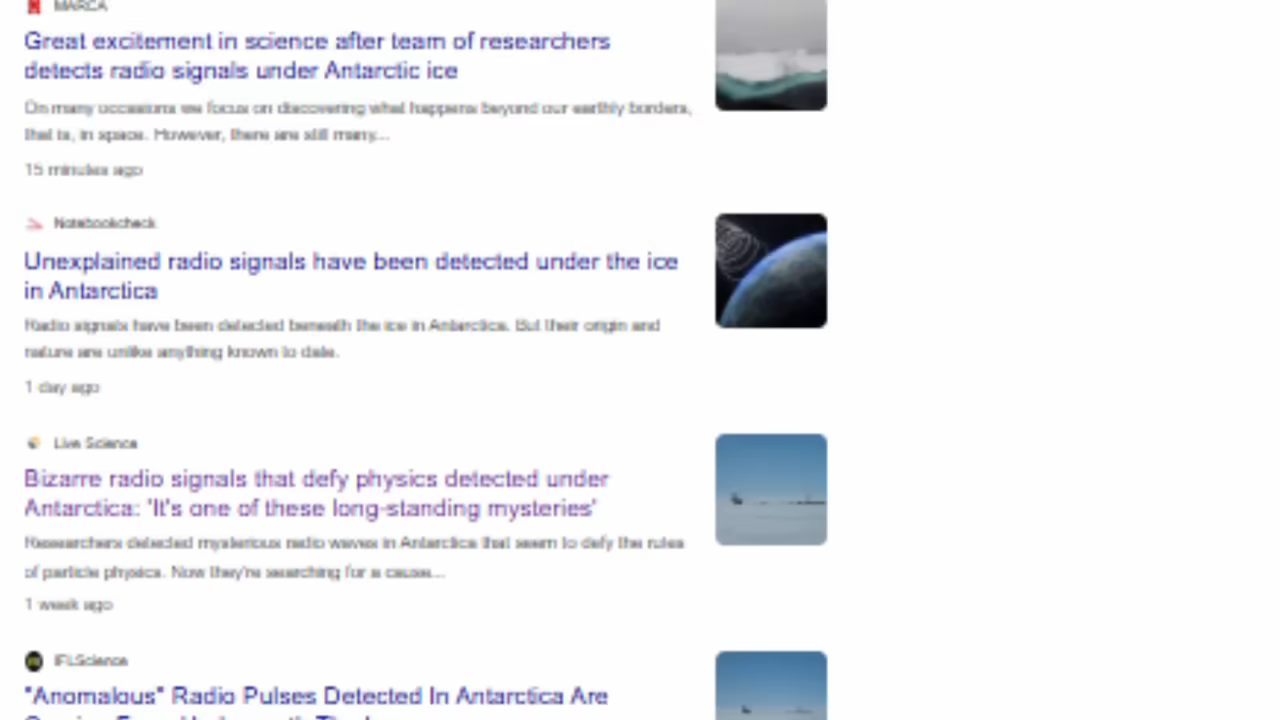 MARCA
Great excitement in science after team of researchers
detects radio signals under Antarctic ice
On many occasions we focus on discovering what happens beyond our earthly borders,
that is, in space. However, there are still many...
15 minutes ago
Notebookcheck
Unexplained radio signals have been detected under the ice
in Antarctica
Radio signals have been detected beneath the ice in Antarctica. But their origin and
nature are unlike anything known to date.
1 day ago
Live Science
Bizarre radio signals that defy physics detected under
Antarctica: 'It's one of these long-standing mysteries'
Researchers detected mysterious radio waves in Antarctica that seem to defy the rules
of particle physics. Now they're searching for a cause...
1 week ago
IFLScience
"Anomalous" Radio Pulses Detected In Antarctica Are